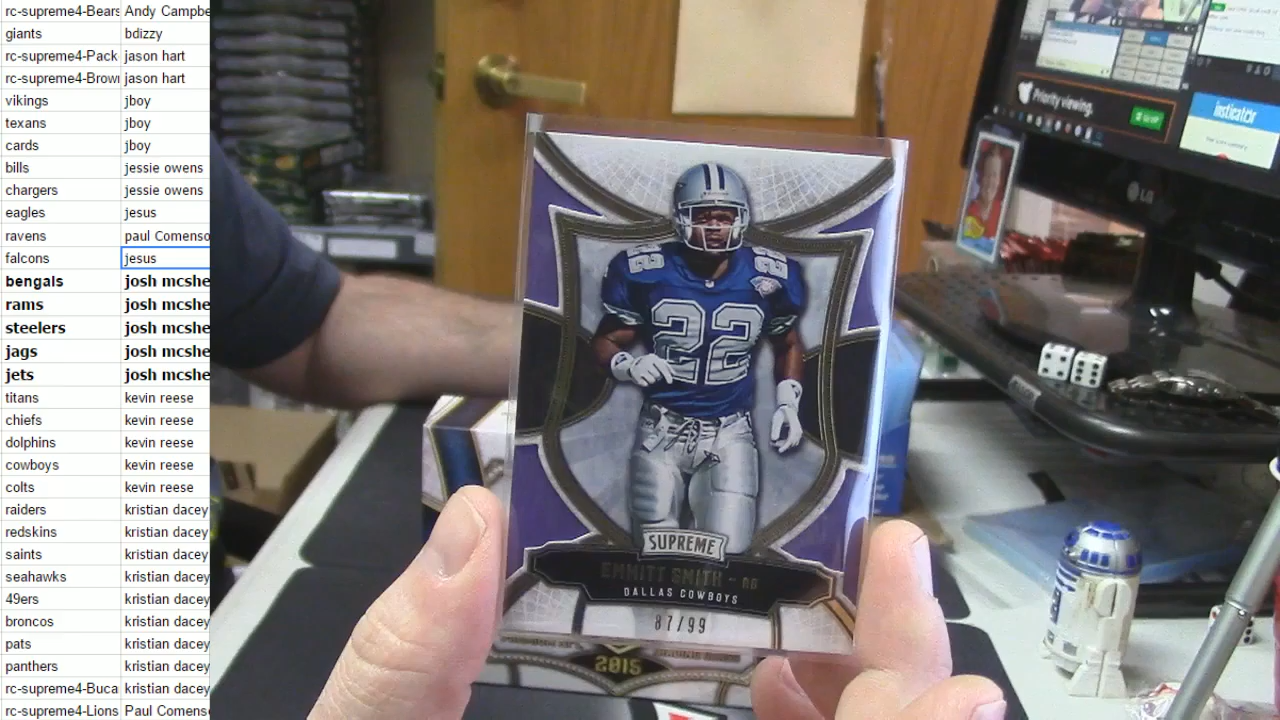 rc-supreme4-Bears Andy Campbe
giants bdizzy
rc-supreme4-Pack jason hart
rc-supreme4-Brown jason hart
vikings jboy
texans jboy
cards jboy
bills jessie owens
chargers jessie owens
eagles jesus
ravens paul Comenso
falcons jesus
bengals josh mcshe
rams josh mcshe
steelers josh mcshe
jags josh mcshe
jets josh mcshe
titans kevin reese
chiefs kevin reese
dolphins kevin reese
cowboys kevin reese
colts kevin reese
raiders kristian dacey
redskins kristian dacey
saints kristian dacey
seahawks kristian dacey
49ers kristian dacey
broncos kristian dacey
pats kristian dacey
panthers kristian dacey
rc-supreme4-Buca kristian dacey
rc-supreme4-Lions Paul Comens
22
22
22
SUPREME
EMMITT SMITH - RB
DALLAS COWBOYS
87/99
2015
Priority viewing.
insticator
LG